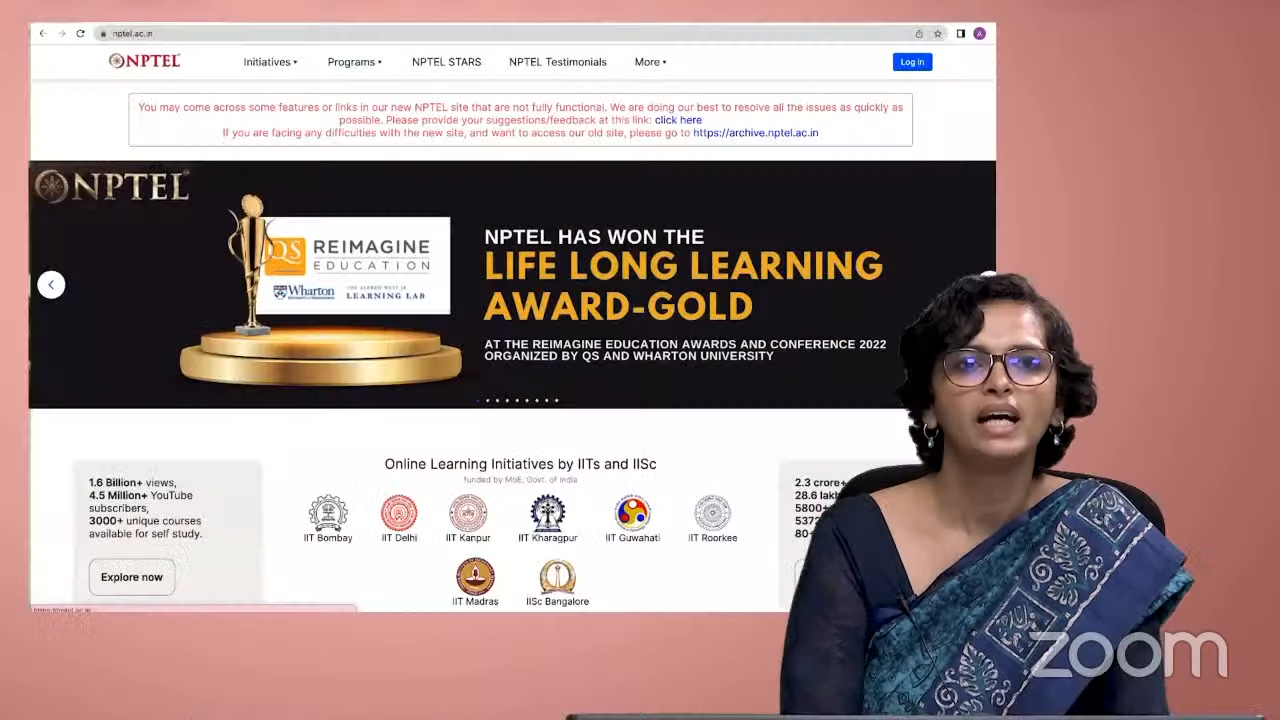 nptel.ac.in
NPTEL
Initiatives
Programs
NPTEL STARS
NPTEL Testimonials
More
Log in
You may come across some features or links in our new NPTEL site that are not fully functional. We are doing our best to resolve all the issues as quickly as
possible. Please provide your suggestions/feedback at this link: click here
If you are facing any difficulties with the new site, and want to access our old site, please go to https://archive.nptel.ac.in
NPTEL
QS REIMAGINE
EDUCATION
Wharton
LEARNING LAB
NPTEL HAS WON THE
LIFE LONG LEARNING
AWARD-GOLD
AT THE REIMAGINE EDUCATION AWARDS AND CONFERENCE 2022
ORGANIZED BY QS AND WHARTON UNIVERSITY
Online Learning Initiatives by IITs and IISc
funded by MoE, Govt. of India
1.6 Billion+ views,
4.5 Million+ YouTube
subscribers,
3000+ unique courses
available for self study.
Explore now
IIT Bombay
IIT Delhi
IIT Kanpur
IIT Kharagpur
IIT Guwahati
IIT Roorkee
IIT Madras
IISc Bangalore
2.3 crore+
28.6 lakh
5800+
5372
80+
zoom